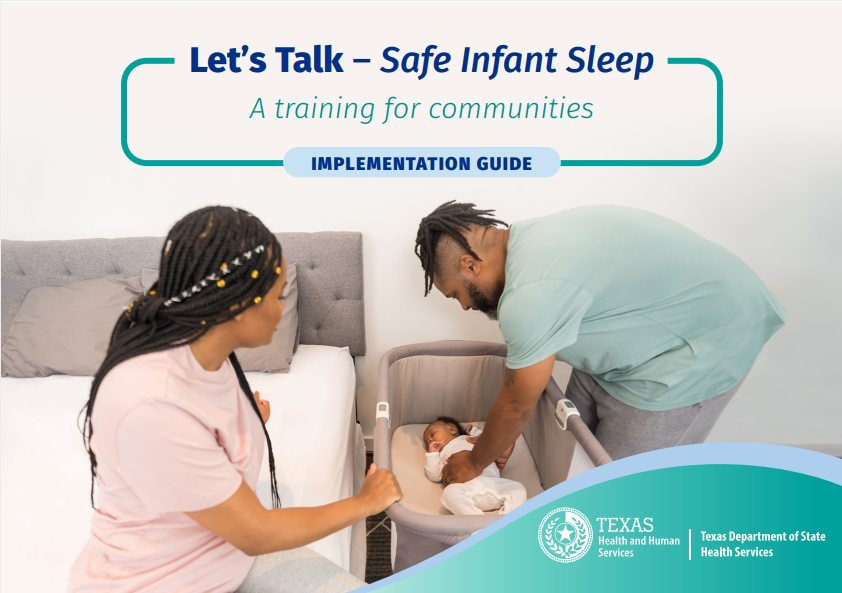 Let's Talk – Safe Infant Sleep
A training for communities
IMPLEMENTATION GUIDE
TEXAS
Health and Human
Services
Texas Department of State
Health Services